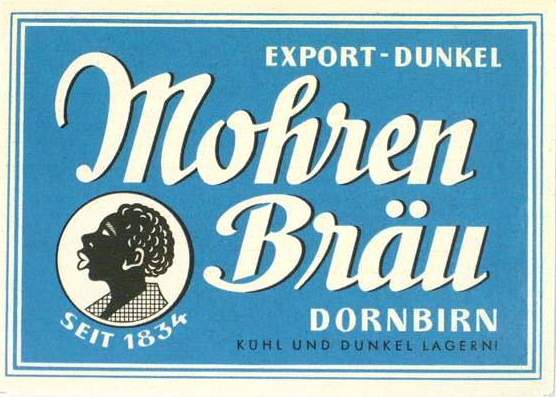 EXPORT-DUNKEL
Mohren
Bräu
SEIT 1834
DORNBIRN
KÜHL UND DUNKEL LAGERN!